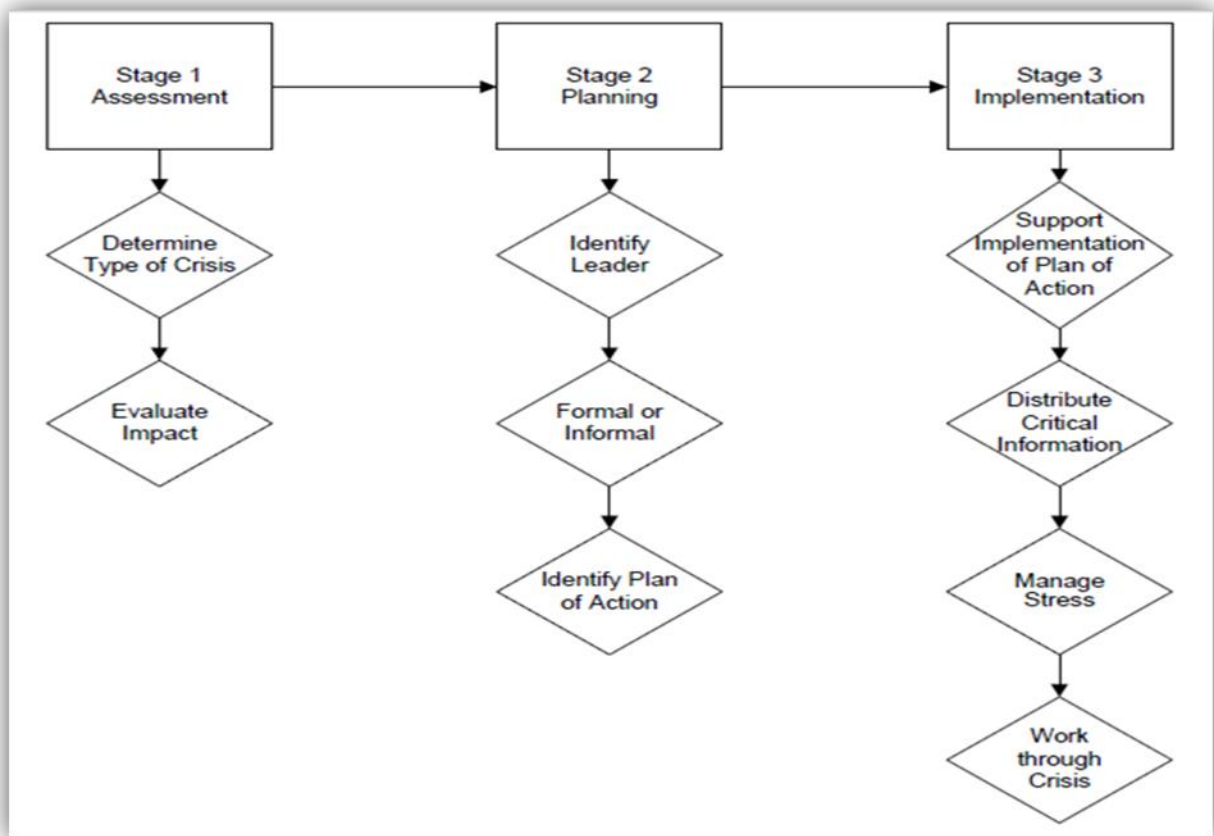 Stage 1
Assessment
Stage 2
Planning
Stage 3
Implementation
Determine
Type of Crisis
Evaluate
Impact
Identify
Leader
Formal or
Informal
Identify Plan
of Action
Support
Implementation
of Plan of
Action
Distribute
Critical
Information
Manage
Stress
Work
through
Crisis